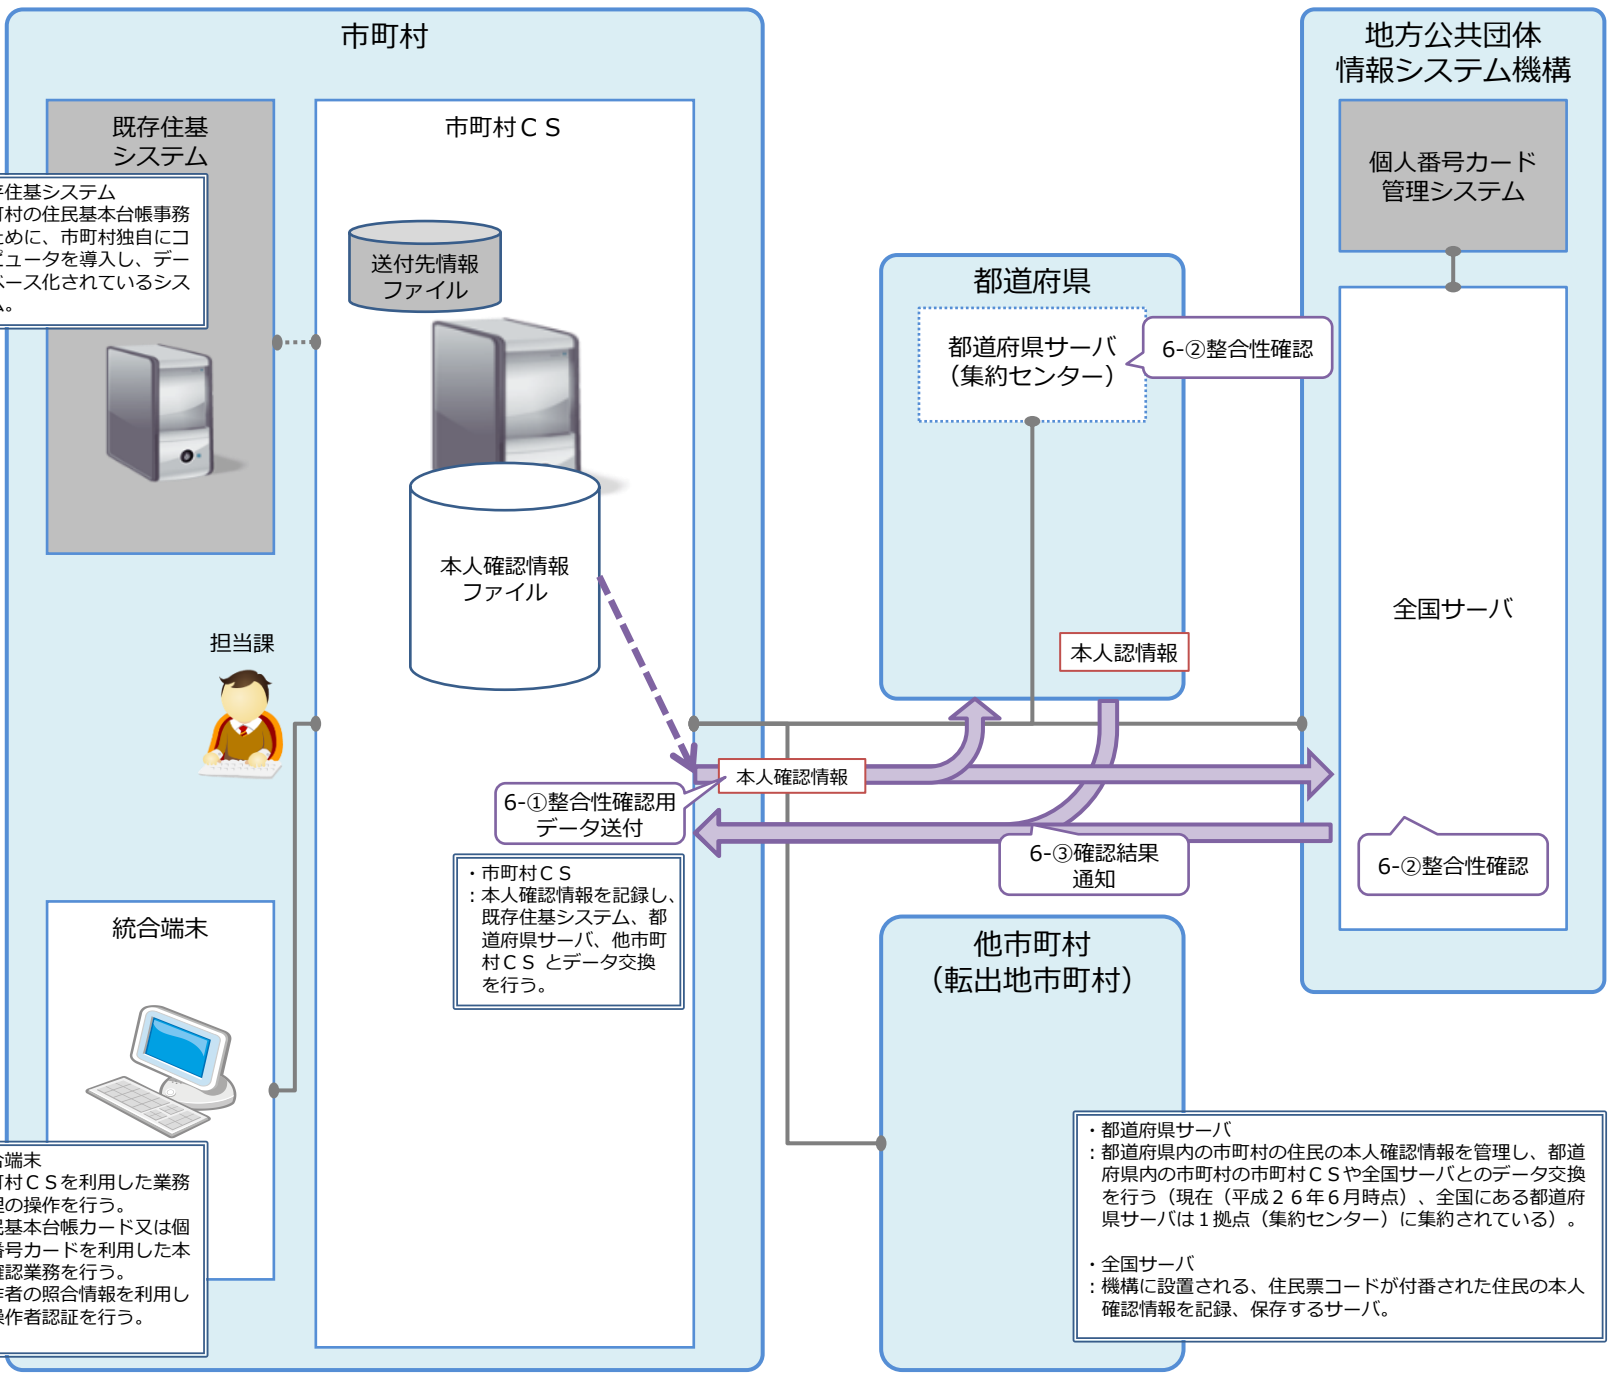 市町村
既存住基
システム
存住基システム
町村の住民基本台帳事務
ために、市町村独自にコ
ピュータを導入し、デー
ベース化されているシス
ム。
市町村ＣＳ
送付先情報
ファイル
本人確認情報
ファイル
担当課
統合端末
合端末
町村ＣＳを利用した業務
理の操作を行う。
民基本台帳カード又は個
番号カードを利用した本
確認業務を行う。
作者の照合情報を利用し
操作者認証を行う。
6-①整合性確認用
データ送付
本人確認情報
・市町村ＣＳ
：本人確認情報を記録し、
既存住基システム、都
道府県サーバ、他市町
村ＣＳ とデータ交換
を行う。
都道府県
都道府県サーバ
（集約センター）
6-②整合性確認
本人認情報
6-③確認結果
通知
他市町村
（転出地市町村）
地方公共団体
情報システム機構
個人番号カード
管理システム
全国サーバ
6-②整合性確認
・都道府県サーバ
：都道府県内の市町村の住民の本人確認情報を管理し、都道
府県内の市町村の市町村ＣＳや全国サーバとのデータ交換
を行う（現在（平成２６年６月時点）、全国にある都道府
県サーバは１拠点（集約センター）に集約されている）。
・全国サーバ
：機構に設置される、住民票コードが付番された住民の本人
確認情報を記録、保存するサーバ。